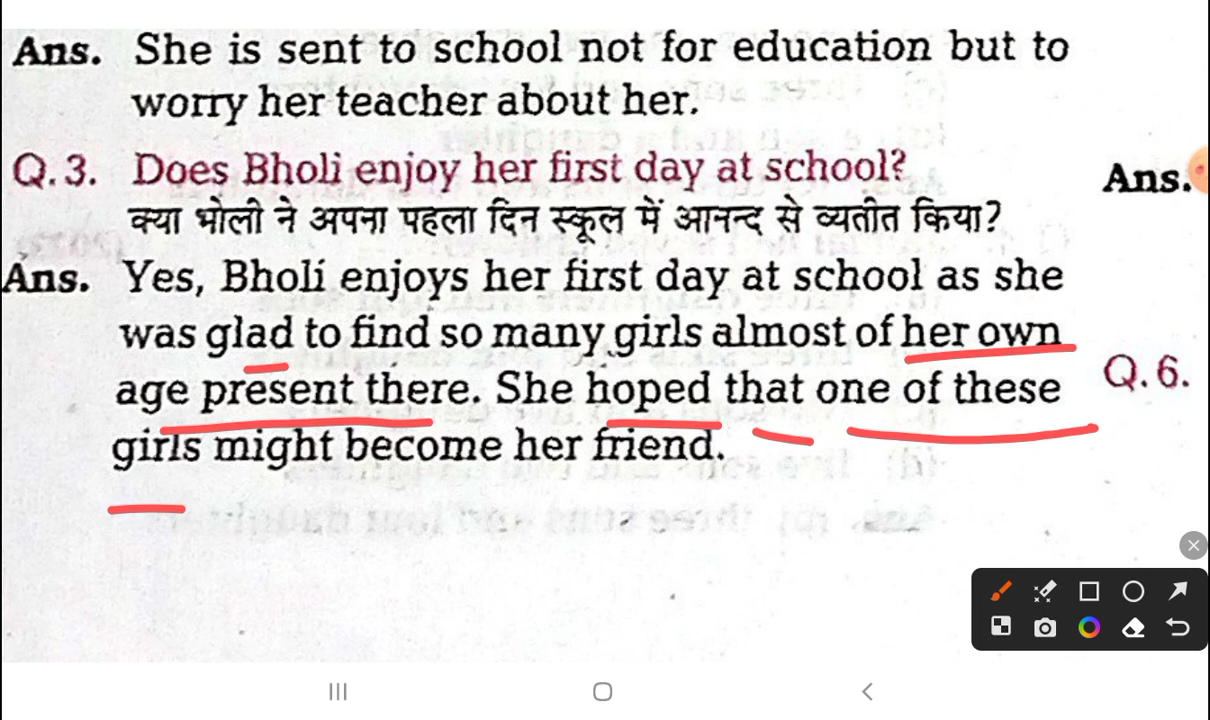 Ans. She is sent to school not for education but to
worry her teacher about her.
Q.3. Does Bholi enjoy her first day at school?
क्या भोली ने अपना पहला दिन स्कूल में आनन्द से व्यतीत किया?
Ans. Yes, Bholi enjoys her first day at school as she
was glad to find so many girls almost of her own
age present there. She hoped that one of these
girls might become her friend.
Ans.
Q.6.